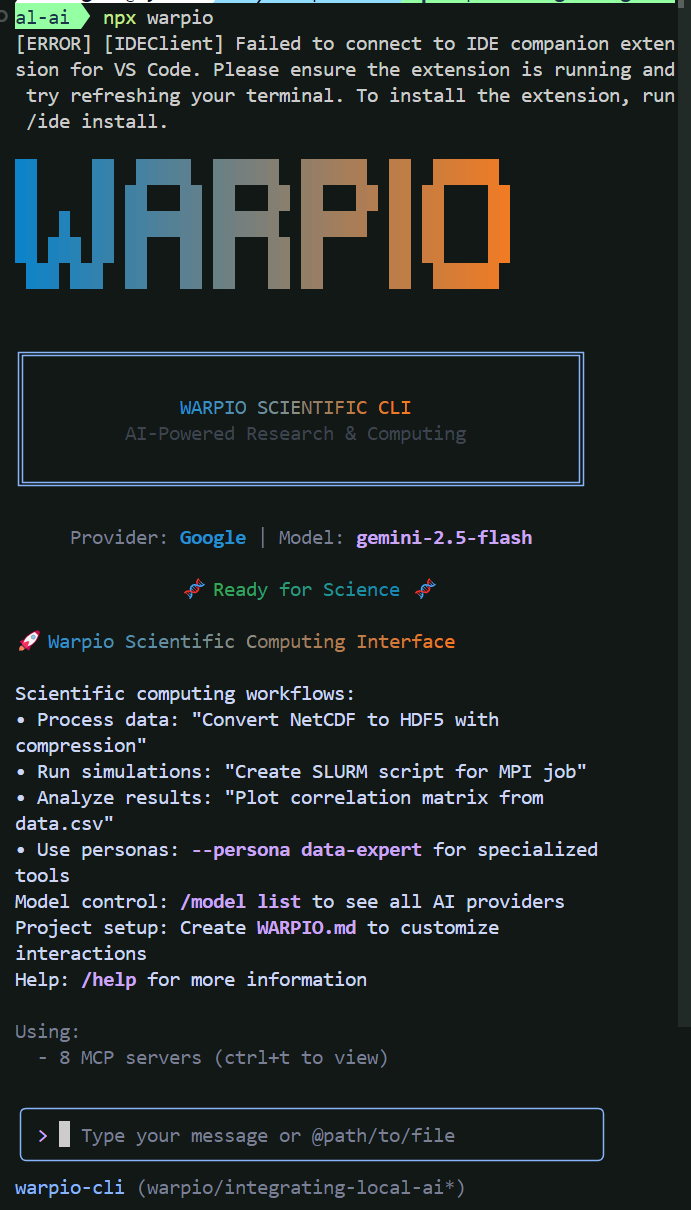 al-ai npx warpio
[ERROR] [IDEClient] Failed to connect to IDE companion exten
sion for VS Code. Please ensure the extension is running and
try refreshing your terminal. To install the extension, run
/ide install.
WARPIO
WARPIO SCIENTIFIC CLI
AI-Powered Research & Computing
Provider: Google | Model: gemini-2.5-flash
🧬 Ready for Science 🧬
🚀 Warpio Scientific Computing Interface
Scientific computing workflows:
• Process data: "Convert NetCDF to HDF5 with
compression"
• Run simulations: "Create SLURM script for MPI job"
• Analyze results: "Plot correlation matrix from
data.csv"
• Use personas: --persona data-expert for specialized
tools
Model control: /model list to see all AI providers
Project setup: Create WARPIO.md to customize
interactions
Help: /help for more information
Using:
- 8 MCP servers (ctrl+t to view)
> Type your message or @path/to/file
warpio-cli (warpio/integrating-local-ai*)